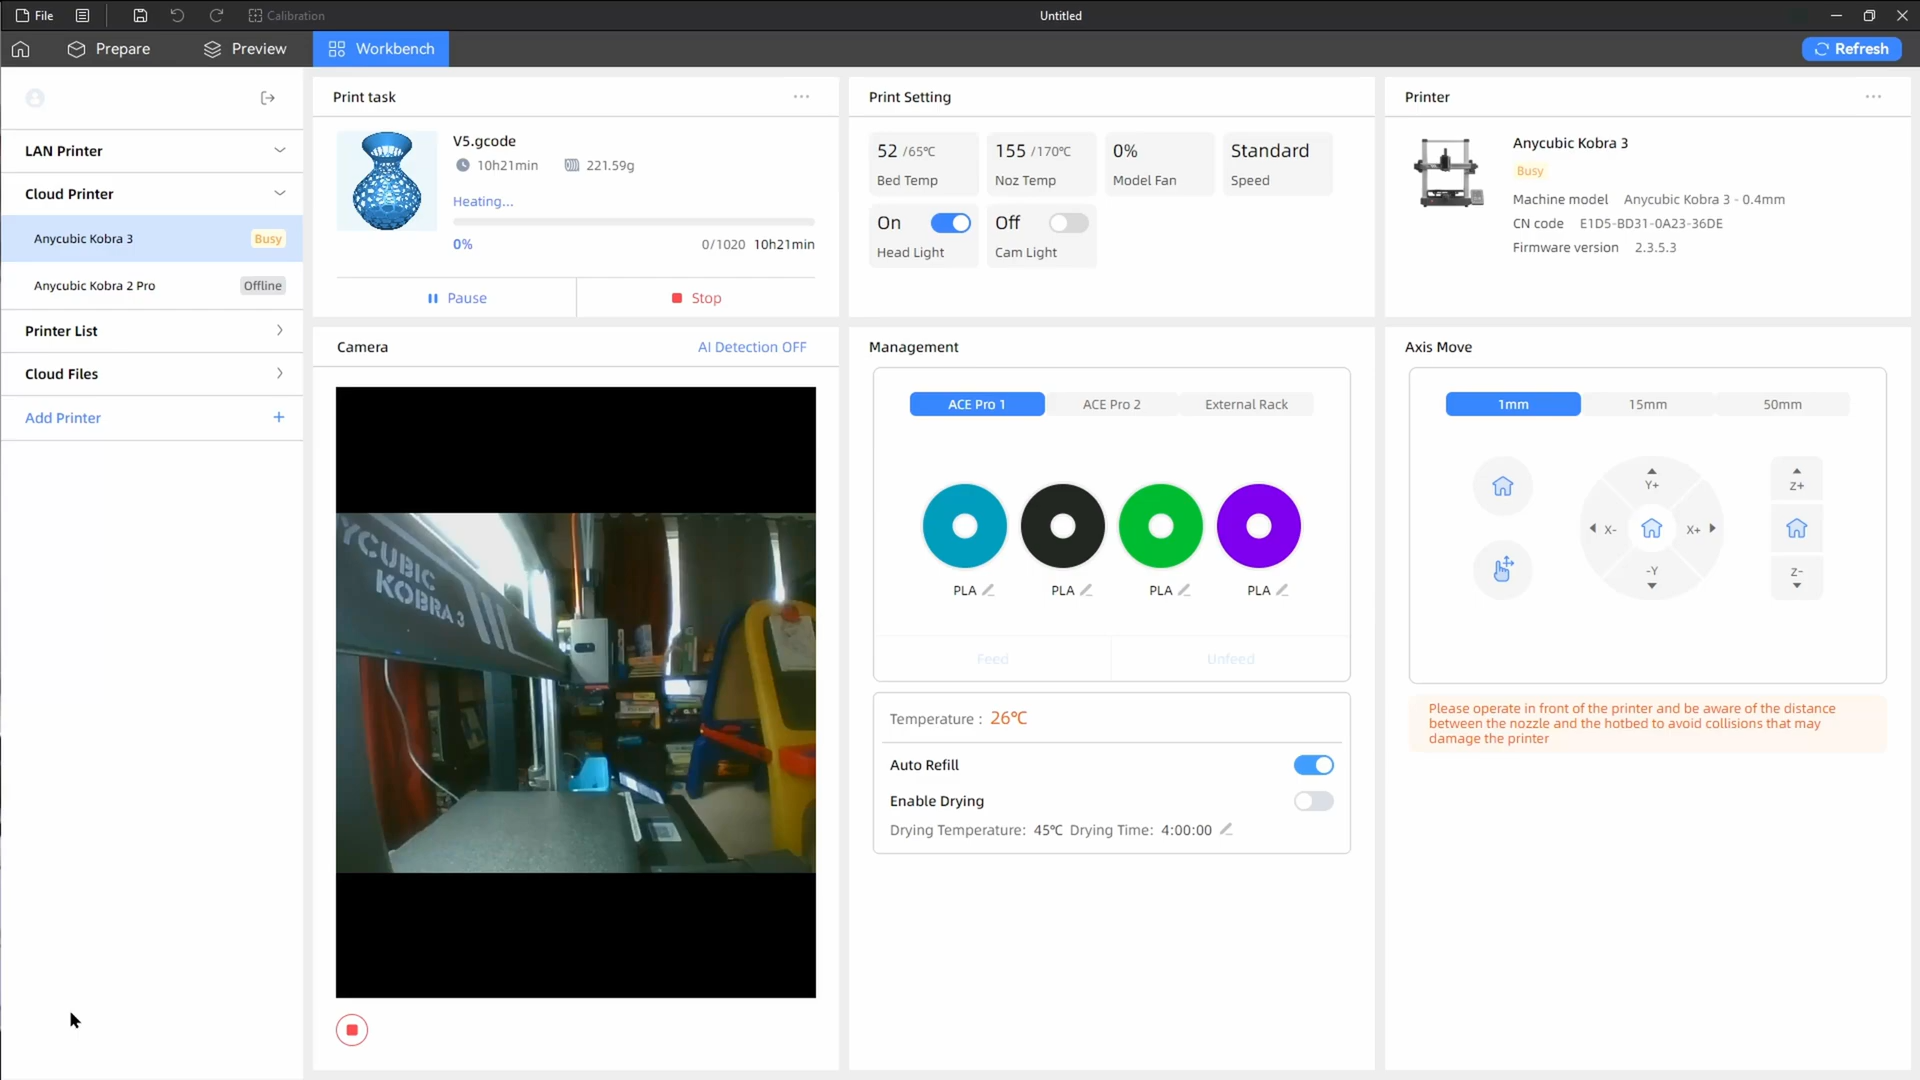 File
Calibration
Untitled
Prepare
Preview
Workbench
Refresh
LAN Printer
Cloud Printer
Anycubic Kobra 3
Busy
Anycubic Kobra 2 Pro
Offline
Printer List
Cloud Files
Add Printer
Print task
V5.gcode
10h21min 221.59g
Heating...
0% 0/1020 10h21min
Pause
Stop
Print Setting
52 /65℃
Bed Temp
155 /170℃
Noz Temp
0%
Model Fan
Standard
Speed
On
Head Light
Off
Cam Light
Printer
Anycubic Kobra 3
Busy
Machine model Anycubic Kobra 3 - 0.4mm
CN code E1D5-BD31-0A23-36DE
Firmware version 2.3.5.3
Camera
AI Detection OFF
YCUBIC
KOBRA 3
Management
ACE Pro 1
ACE Pro 2
External Rack
PLA
PLA
PLA
PLA
Feed
Unfeed
Temperature : 26℃
Auto Refill
Enable Drying
Drying Temperature: 45℃ Drying Time: 4:00:00
Axis Move
1mm
15mm
50mm
Y+
X-
X+
-Y
Z+
Z-
Please operate in front of the printer and be aware of the distance
between the nozzle and the hotbed to avoid collisions that may
damage the printer